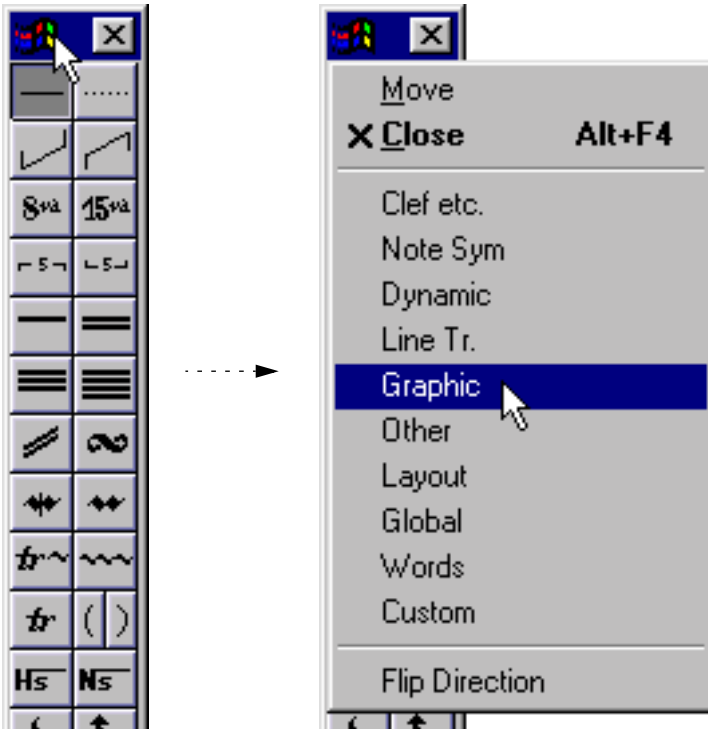 8va 15va
5 5
tr
tr ( )
Hs Ns
Move
Close Alt+F4
Clef etc.
Note Sym
Dynamic
Line Tr.
Graphic
Other
Layout
Global
Words
Custom
Flip Direction